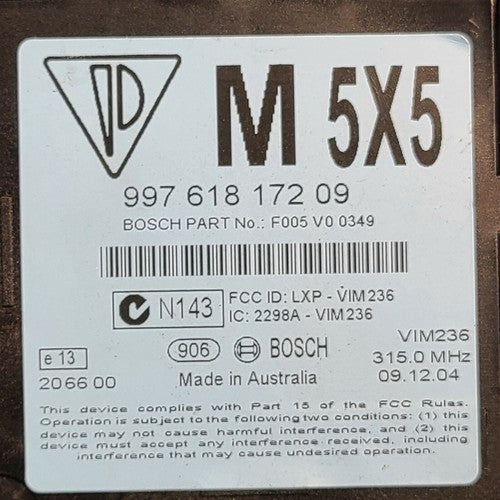 M 5X5
997 618 172 09
BOSCH PART No.: F005 V0 0349
N143
FCC ID: LXP - VIM236
IC: 2298A - VIM236
e 13
906
BOSCH
VIM236
315.0 MHz
206600
Made in Australia
09.12.04
This device complies with Part 15 of the FCC Rules.
Operation is subject to the following two conditions: (1) this
device may not cause harmful interference, and (2) this
device must accept any interference received, including
interference that may cause undesired operation.